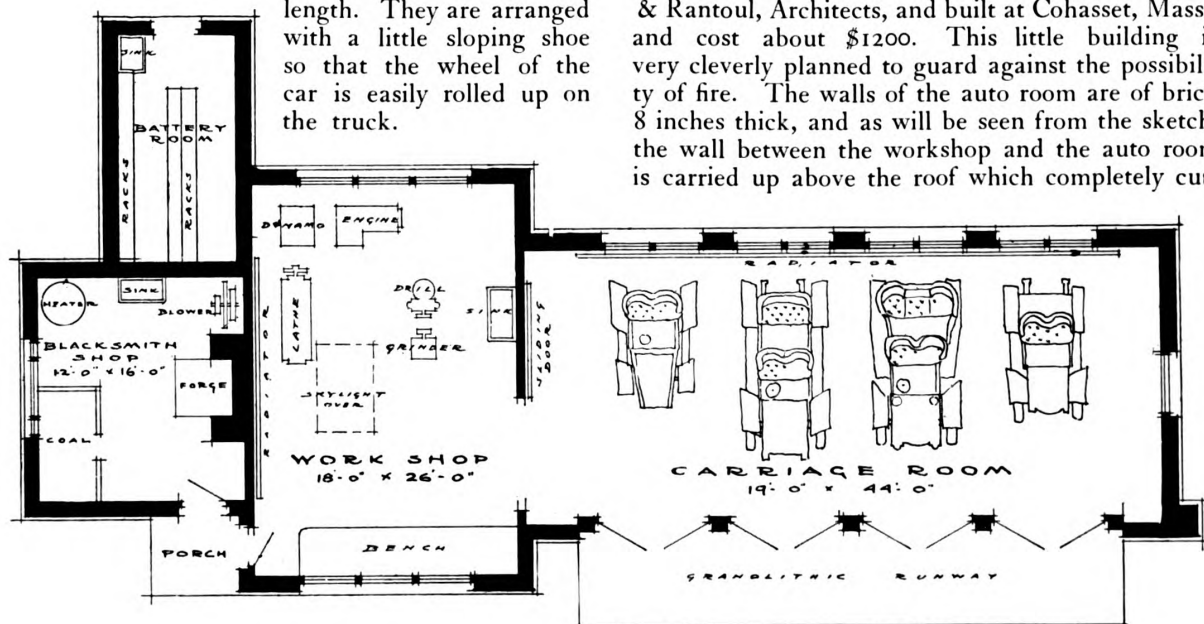 length. They are arranged
with a little sloping shoe
so that the wheel of the
car is easily rolled up on
the truck.
& Rantoul, Architects, and built at Cohasset, Mass.
and cost about $1200. This little building i
very cleverly planned to guard against the possibil
ty of fire. The walls of the auto room are of bric
8 inches thick, and as will be seen from the sketch
the wall between the workshop and the auto room
is carried up above the roof which completely cu
SINK
BATTERY
ROOM
RACKS
RACKS
HEATER
SINK
BLOWER
BLACKSMITH
SHOP
12'-0" x 16'-0"
FORGE
COAL
PORCH
DYNAMO
ENGINE
LATHE
DRILL
GRINDER
SINK
RADIATOR
SKYLIGHT
OVER
WORK SHOP
18'-0" x 26'-0"
BENCH
SLIDING
DOOR
RADIATOR
CARRIAGE ROOM
19'-0" x 44'-0"
GRANOLITHIC RUNWAY